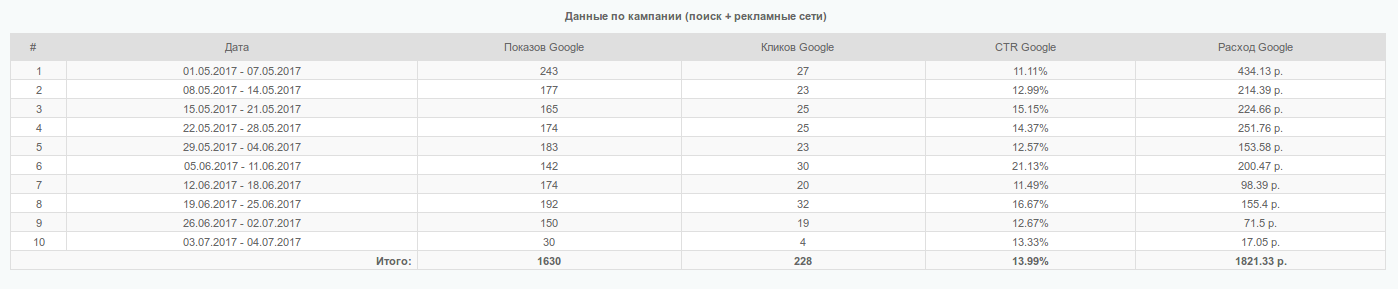 Данные по кампании (поиск + рекламные сети)
# Дата Показов Google Кликов Google CTR Google Расход Google
1 01.05.2017 - 07.05.2017 243 27 11.11% 434.13 р.
2 08.05.2017 - 14.05.2017 177 23 12.99% 214.39 р.
3 15.05.2017 - 21.05.2017 165 25 15.15% 224.66 р.
4 22.05.2017 - 28.05.2017 174 25 14.37% 251.76 р.
5 29.05.2017 - 04.06.2017 183 23 12.57% 153.58 р.
6 05.06.2017 - 11.06.2017 142 30 21.13% 200.47 р.
7 12.06.2017 - 18.06.2017 174 20 11.49% 98.39 р.
8 19.06.2017 - 25.06.2017 192 32 16.67% 155.4 р.
9 26.06.2017 - 02.07.2017 150 19 12.67% 71.5 р.
10 03.07.2017 - 04.07.2017 30 4 13.33% 17.05 р.
Итого: 1630 228 13.99% 1821.33 р.